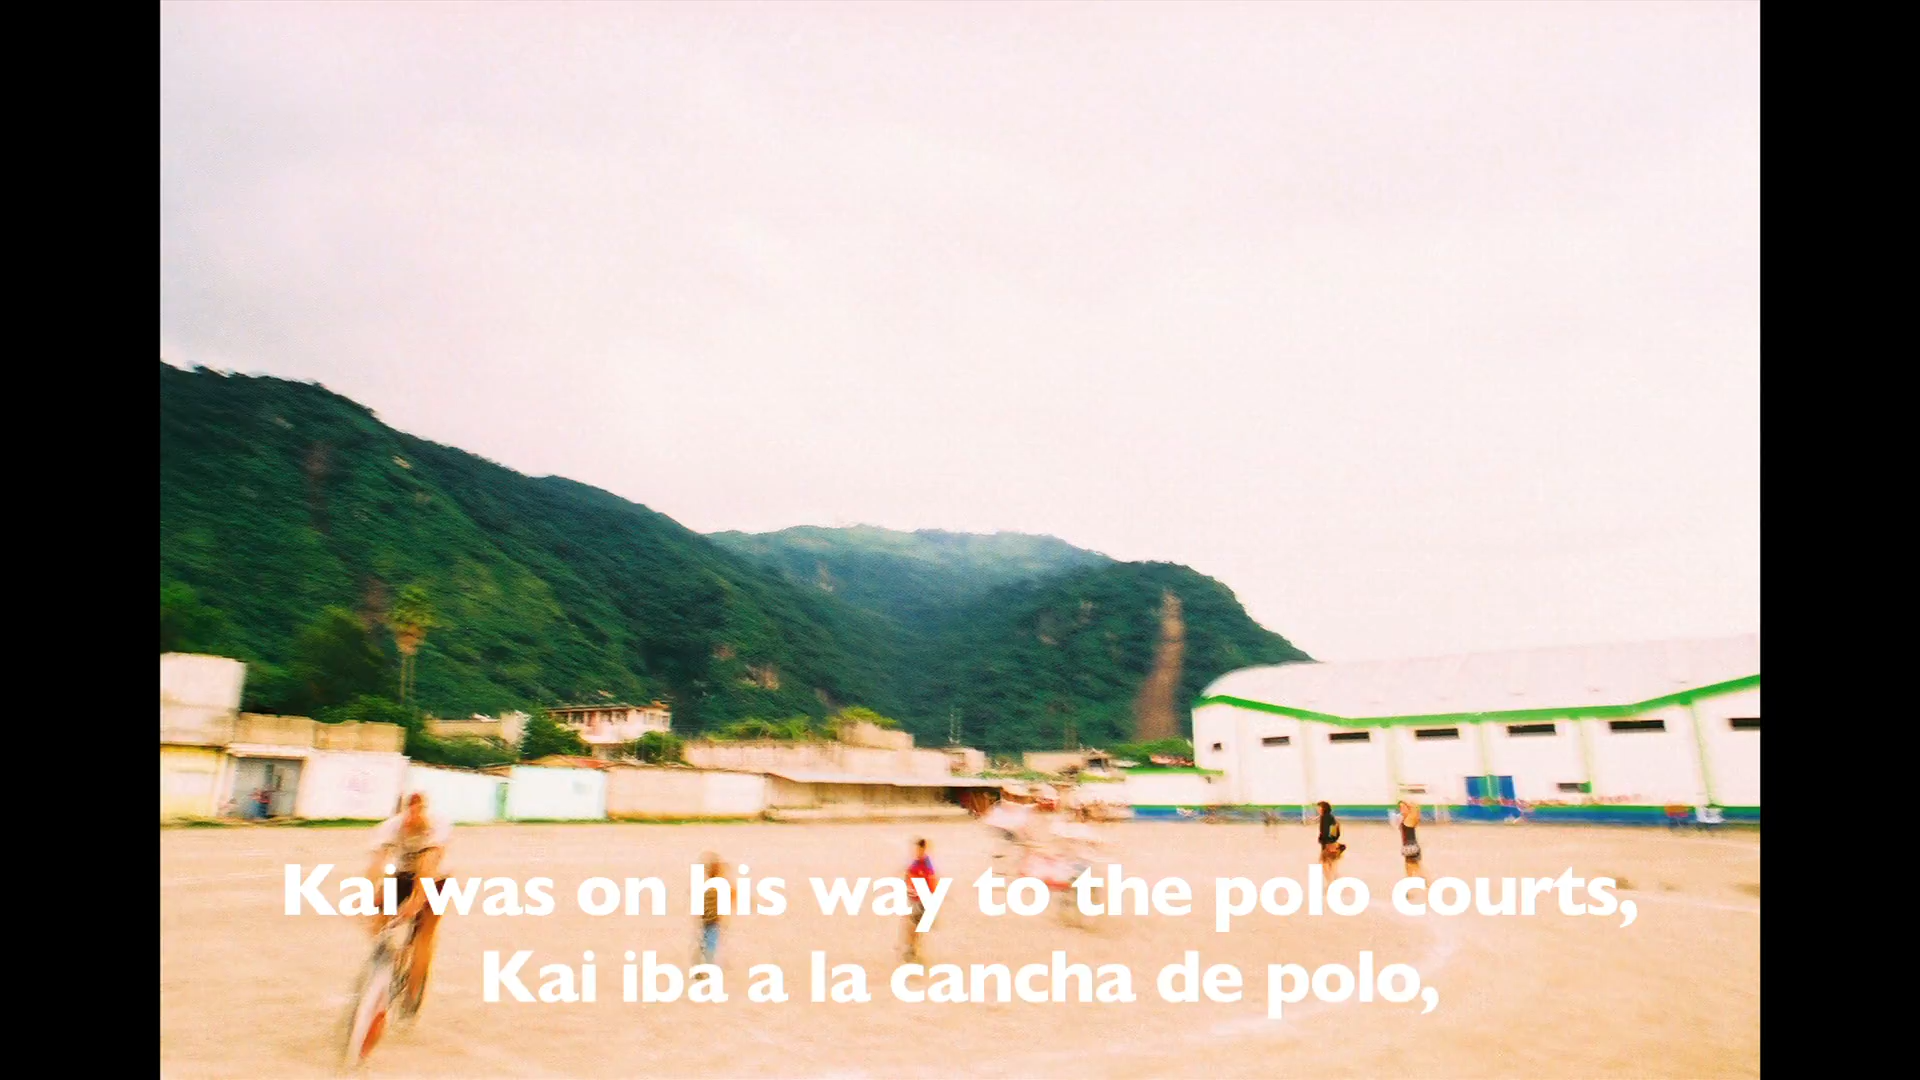 Kai was on his way to the polo courts,
Kai iba a la cancha de polo,